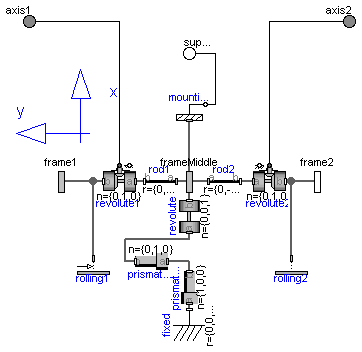 axis1
axis2
sup...
x
y
mounti...
frame1
rod1
frameMiddle
rod2
frame2
n={0,1,0}
r={0,...
r={0,-...
n={0,1,0}
revolute1
revolute2
revolute
n={0,0,1}
n={0,1,0}
prismat...
rolling1
rolling2
prismat...
n={1,0,0}
fixed
r={0,0,...